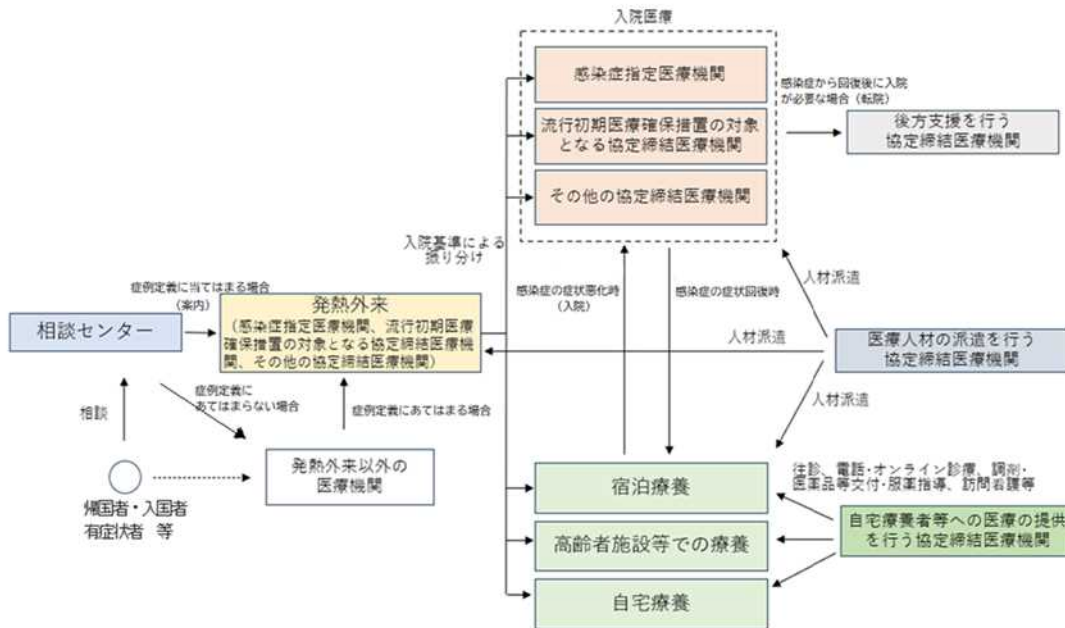 入院医療
感染症指定医療機関
流行初期医療確保措置の対象
となる協定締結医療機関
その他の協定締結医療機関
感染症から回復後に入院
が必要な場合（転院）
後方支援を行う
協定締結医療機関
入院基準による
振り分け
症例定義に当てはまる場合
（案内）
相談センター
発熱外来
（感染症指定医療機関、流行初期医療
確保措置の対象となる協定締結医療機
関、その他の協定締結医療機関）
感染症の症状悪化時
（入院）
感染症の症状回復時
人材派遣
人材派遣
医療人材の派遣を行う
協定締結医療機関
人材派遣
相談
症例定義に
あてはまらない場合
症例定義にあてはまる場合
発熱外来以外の
医療機関
帰国者・入国者
有症状者　等
宿泊療養
高齢者施設等での療養
自宅療養
往診、電話・オンライン診療、調剤・
医薬品等交付・服薬指導、訪問看護等
自宅療養者等への医療の提供
を行う協定締結医療機関